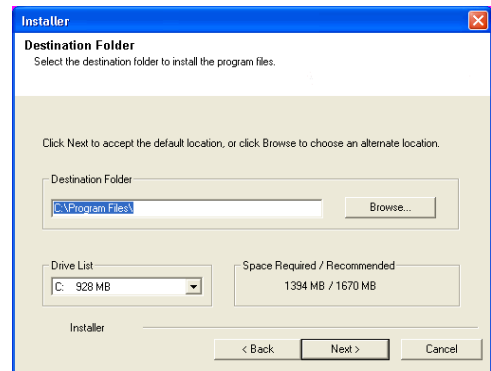 Installer
Destination Folder
Select the destination folder to install the program files.
Click Next to accept the default location, or click Browse to choose an alternate location.
Destination Folder
C:\Program Files\
Browse...
Drive List
C: 928 MB
Space Required / Recommended
1394 MB / 1670 MB
Installer
< Back
Next >
Cancel